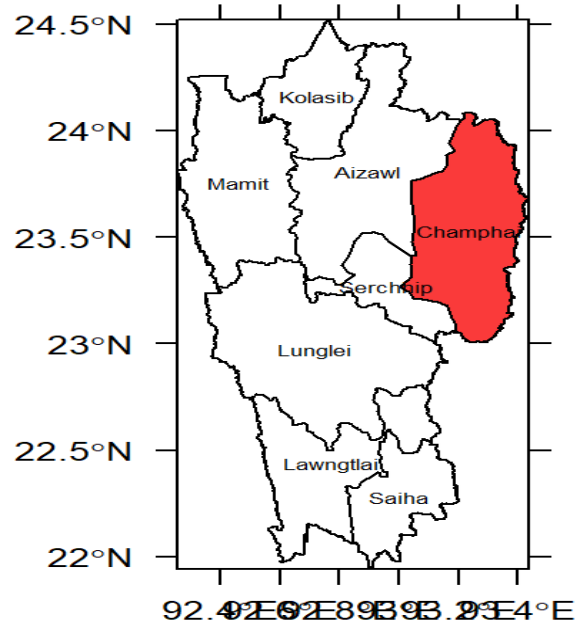 24.5°N
Kolasib
24°N
Aizawl
Mamit
Champha
23.5°N
Serchhip
23°N
Lunglei
22.5°N
Lawngtlai
Saiha
22°N